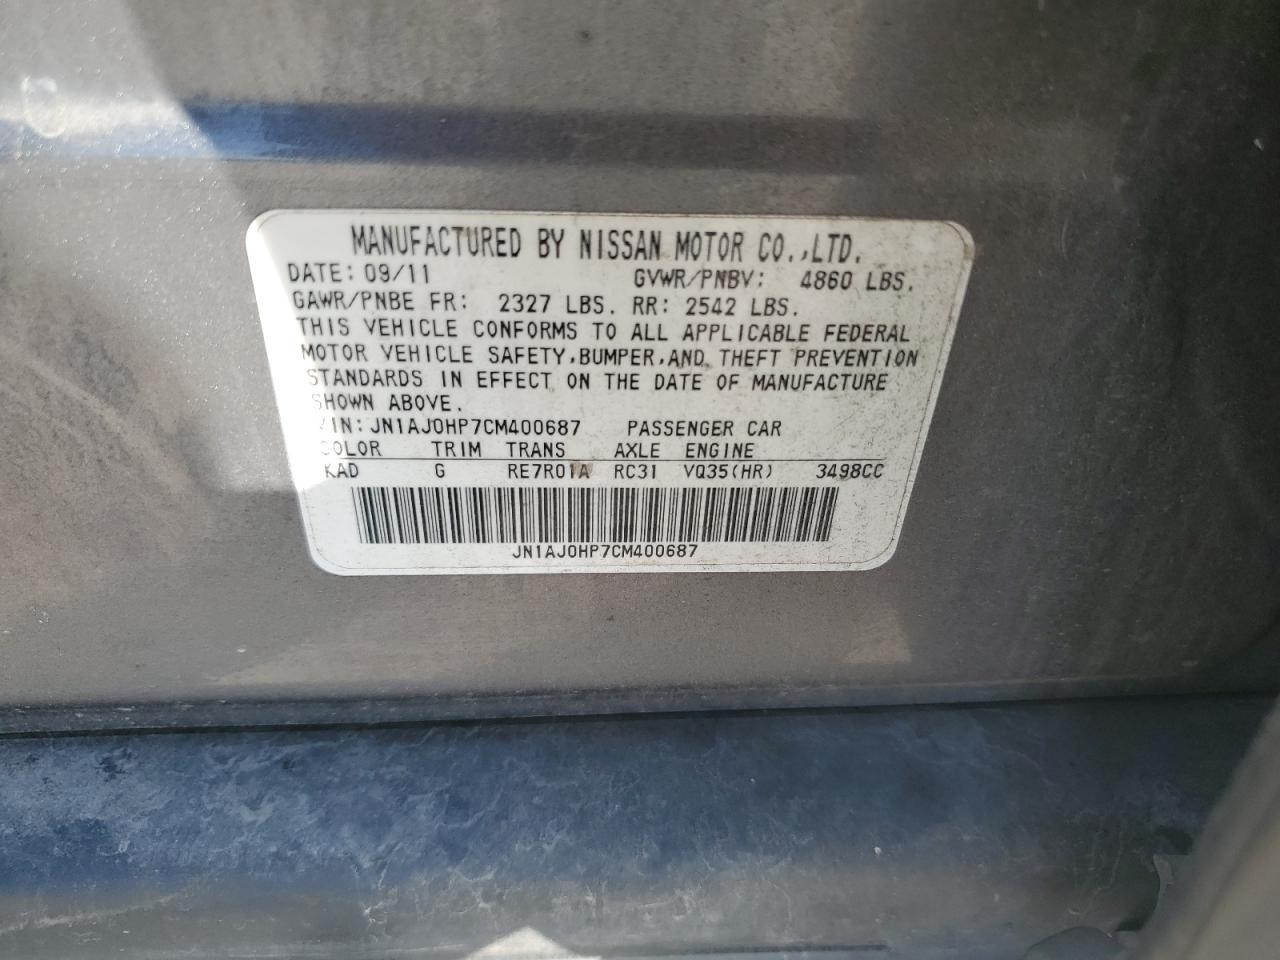 MANUFACTURED BY NISSAN MOTOR CO.,LTD.
DATE: 09/11 GVWR/PNBV: 4860 LBS.
GAWR/PNBE FR: 2327 LBS. RR: 2542 LBS.
THIS VEHICLE CONFORMS TO ALL APPLICABLE FEDERAL
MOTOR VEHICLE SAFETY,BUMPER,AND THEFT PREVENTION
STANDARDS IN EFFECT ON THE DATE OF MANUFACTURE
SHOWN ABOVE.
VIN:JN1AJ0HP7CM400687 PASSENGER CAR
COLOR TRIM TRANS AXLE ENGINE
KAD G RE7R01A RC31 VQ35(HR) 3498CC
JN1AJ0HP7CM400687